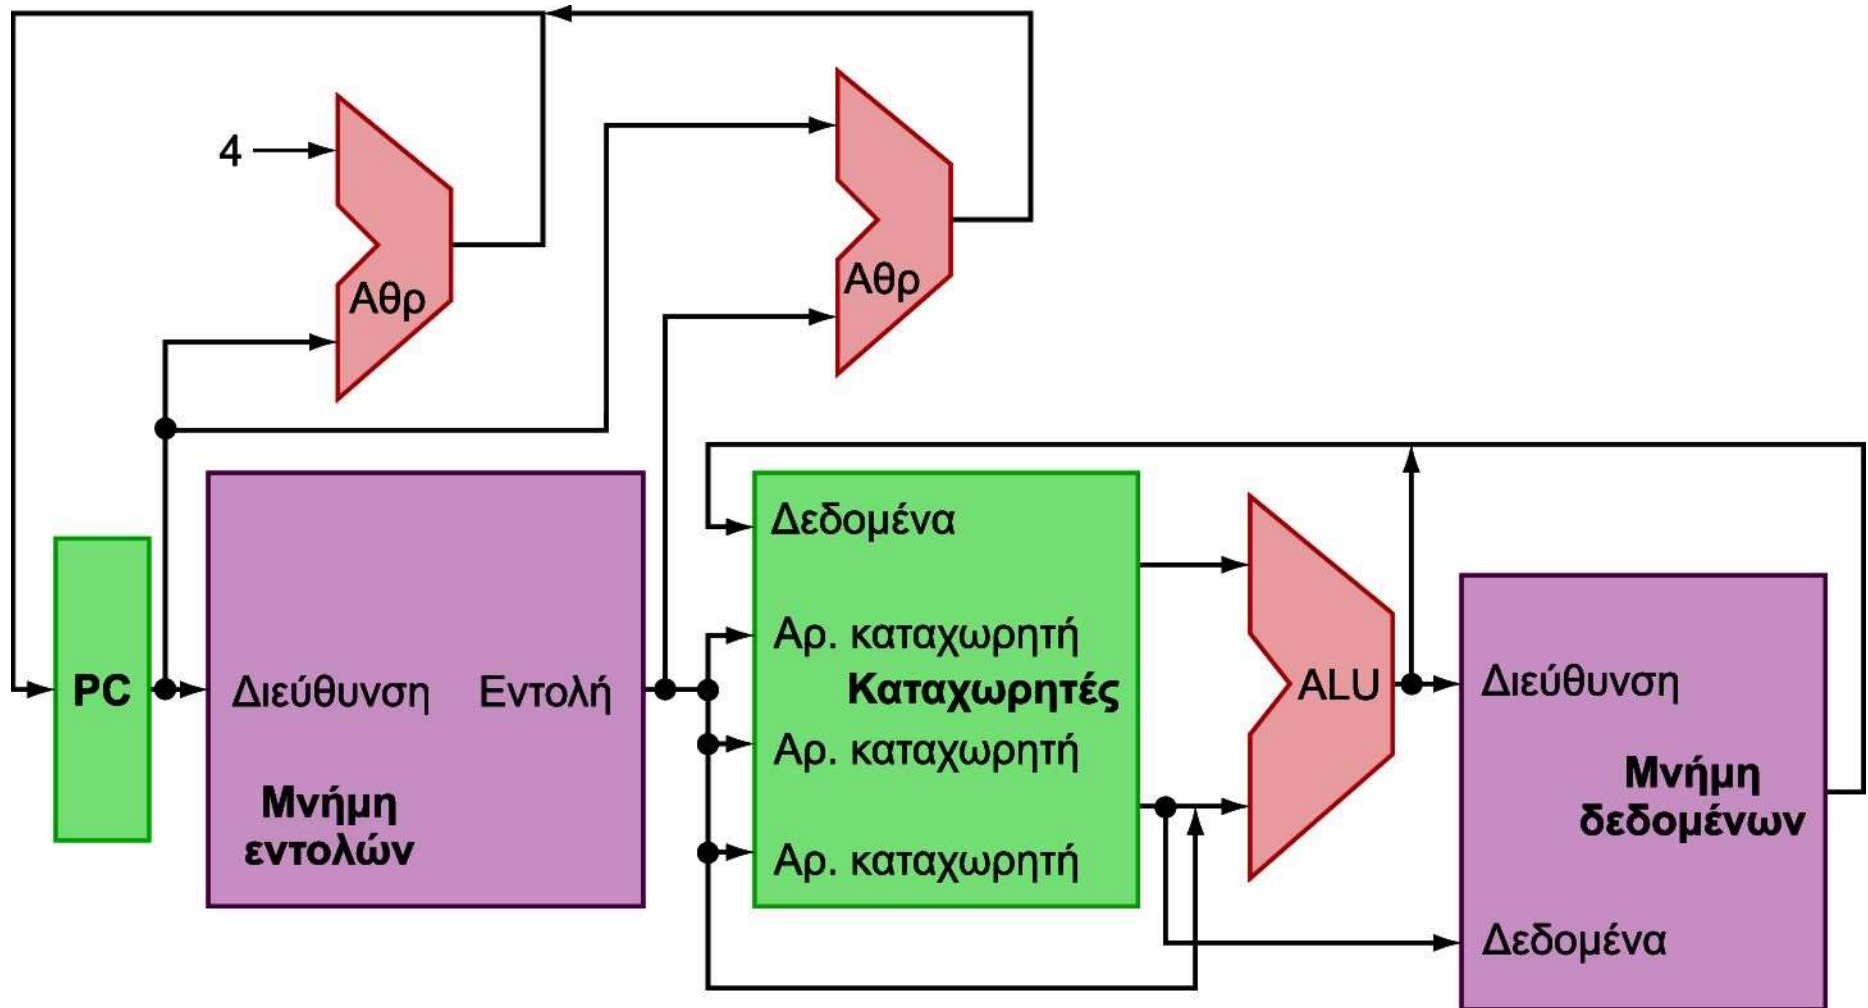 4
Αθρ
Αθρ
PC
Διεύθυνση
Εντολή
Μνήμη
εντολών
Δεδομένα
Αρ. καταχωρητή
Καταχωρητές
Αρ. καταχωρητή
Αρ. καταχωρητή
ALU
Διεύθυνση
Μνήμη
δεδομένων
Δεδομένα